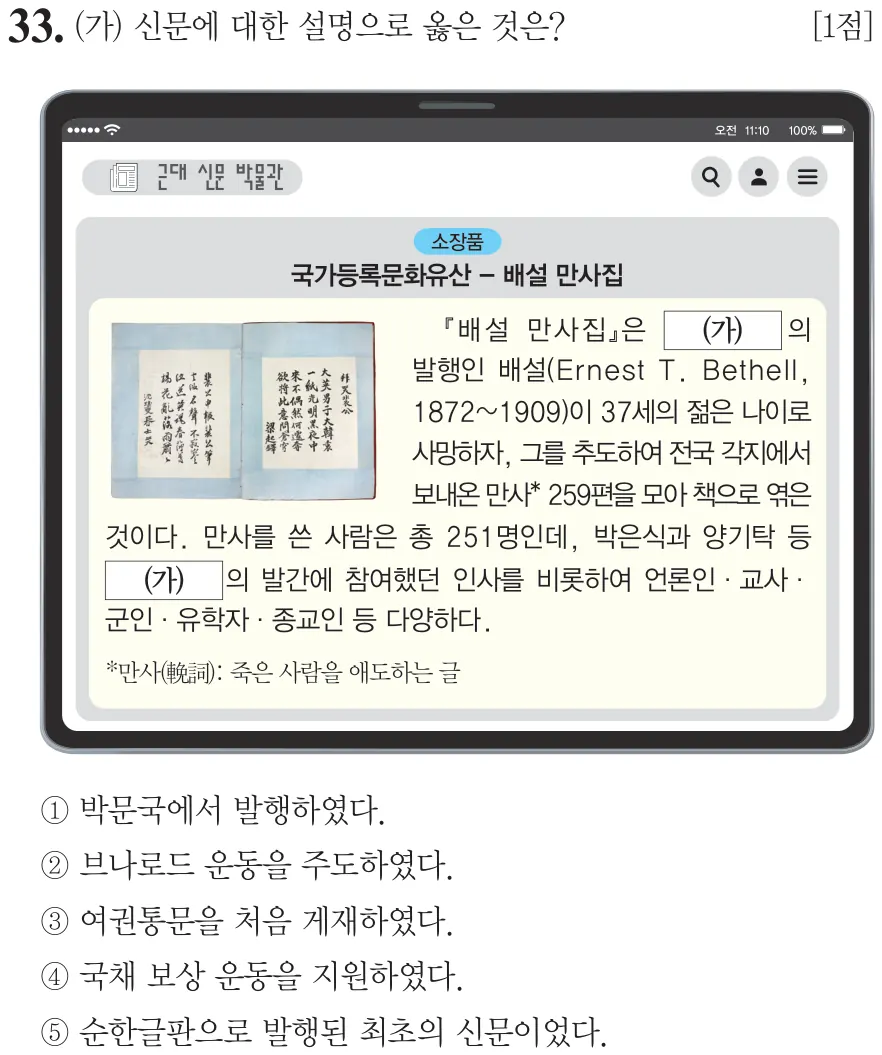 33. (가) 신문에 대한 설명으로 옳은 것은? [1점]
오전 11:10 100%
근대 신문 박물관
소장품
국가등록문화유산 – 배설 만사집
『배설 만사집』은 (가) 의
발행인 배설(Ernest T. Bethell,
1872~1909)이 37세의 젊은 나이로
사망하자, 그를 추도하여 전국 각지에서
보내온 만사* 259편을 모아 책으로 엮은
것이다. 만사를 쓴 사람은 총 251명인데, 박은식과 양기탁 등
(가) 의 발간에 참여했던 인사를 비롯하여 언론인·교사·
군인·유학자·종교인 등 다양하다.
*만사(輓詞): 죽은 사람을 애도하는 글
① 박문국에서 발행하였다.
② 브나로드 운동을 주도하였다.
③ 여권통문을 처음 게재하였다.
④ 국채 보상 운동을 지원하였다.
⑤ 순한글판으로 발행된 최초의 신문이었다.